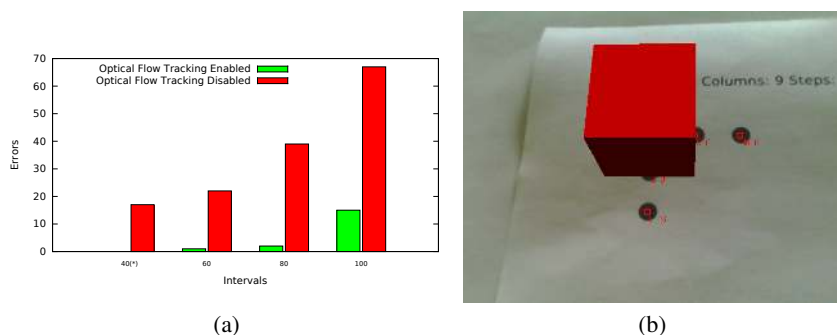 70
60
50
40
30
20
10
0
Errors
Optical Flow Tracking Enabled
Optical Flow Tracking Disabled
40(*)
60
80
100
Intervals
(a)
Columns: 9 Steps:
(b)